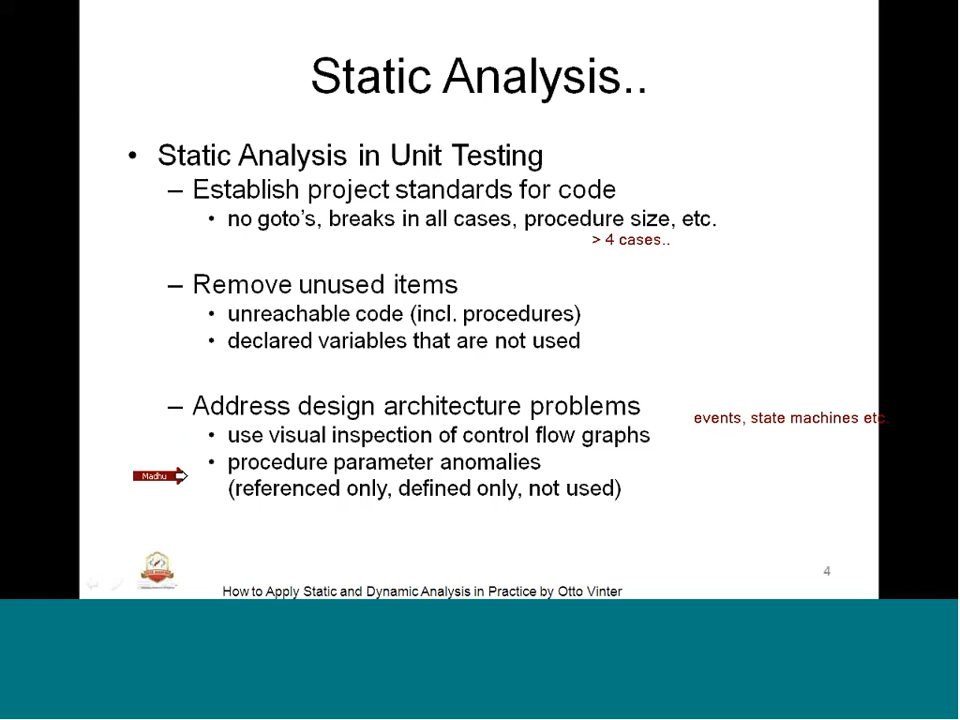 Static Analysis..
• Static Analysis in Unit Testing
– Establish project standards for code
• no goto's, breaks in all cases, procedure size, etc.
> 4 cases..
– Remove unused items
• unreachable code (incl. procedures)
• declared variables that are not used
– Address design architecture problems
events, state machines etc.
• use visual inspection of control flow graphs
• procedure parameter anomalies
Madhu
(referenced only, defined only, not used)
4
How to Apply Static and Dynamic Analysis in Practice by Otto Vinter